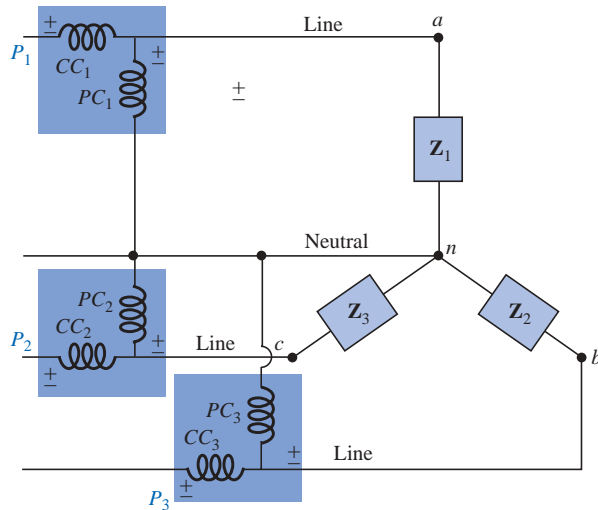 ±
Line
a
P₁
CC₁
±
PC₁
±
Z₁
Neutral
n
PC₂
Z₃
Z₂
CC₂
P₂
±
Line
c
b
±
PC₃
CC₃
±
Line
P₃
±